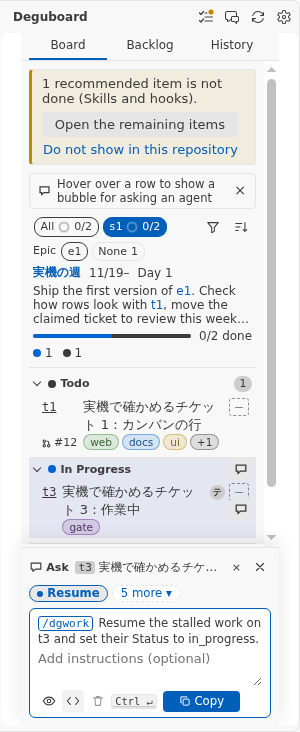 Deguboard
Board Backlog History
1 recommended item is not
done (Skills and hooks).
Open the remaining items
Do not show in this repository
Hover over a row to show a
bubble for asking an agent
All 0/2 s1 0/2
Epic e1 None 1
実機の週 11/19– Day 1
Ship the first version of e1. Check
how rows look with t1, move the
claimed ticket to review this week…
0/2 done
1 1
Todo 1
t1 実機で確かめるチケッ
ト 1：カンバンの行
#12 web docs ui +1
In Progress
t3 実機で確かめるチケッ
ト 3：作業中
テ
gate
Ask t3 実機で確かめるチケ…
Resume 5 more
/dgwork Resume the stalled work on
t3 and set their Status to in_progress.
Add instructions (optional)
Ctrl ↵ Copy